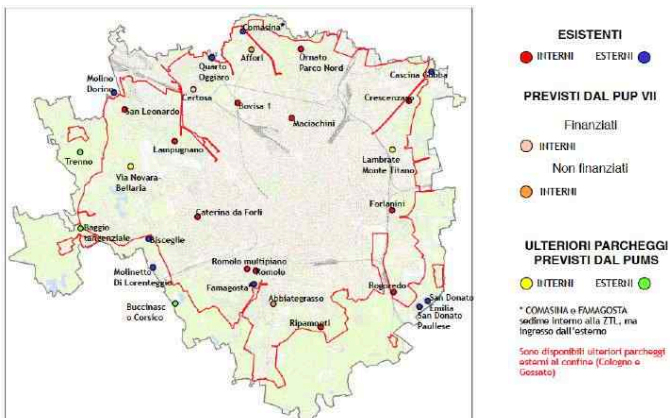 Comasina*
Affori
Ornato
Parco Nord
Quarto
Oggiaro
Cascina Gobba
Molino
Dorino
Certosa
Bovisa 1
Crescenzago
San Leonardo
Maciachini
Lampugnano
Trenno
Lambrate
Monte Titano
Via Novara-
Bellaria
Caterina da Forlì
Forlanini
Baggio
tangenziale
Bisceglie
Molinetto
Di Lorenteggio
Romolo multipiano
Romolo
Famagosta
Rogoredo
San Donato
Emilia
San Donato
Paullese
Buccinasc
o Corsico
Abbiategrasso
Ripamonti
ESISTENTI
INTERNI ESTERNI
PREVISTI DAL PUP VII
Finanziati
INTERNI
Non finanziati
INTERNI
ULTERIORI PARCHEGGI
PREVISTI DAL PUMS
INTERNI ESTERNI
* COMASINA e FAMAGOSTA
sedime interno alla ZTL, ma
ingresso dall'esterno
Sono disponibili ulteriori parcheggi
esterni al confine (Cologno e
Gessate)